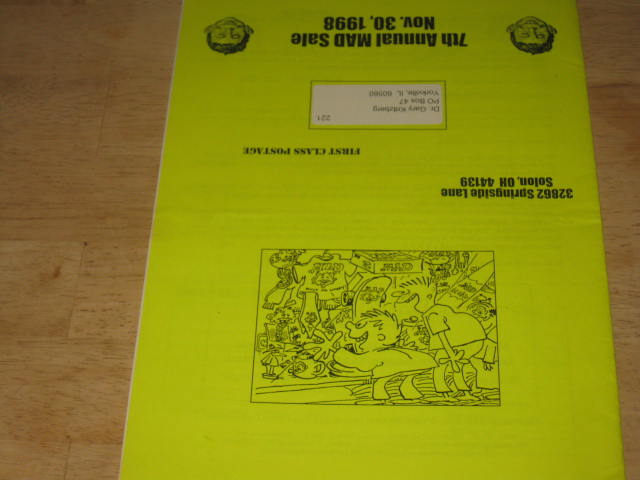 32862 Springside Lane
Solon, OH 44139
FIRST CLASS POSTAGE
221
Dr. Gary Kritzberg
PO Box 47
Yorkville, IL 60560
7th Annual MAD Sale
Nov. 30, 1998